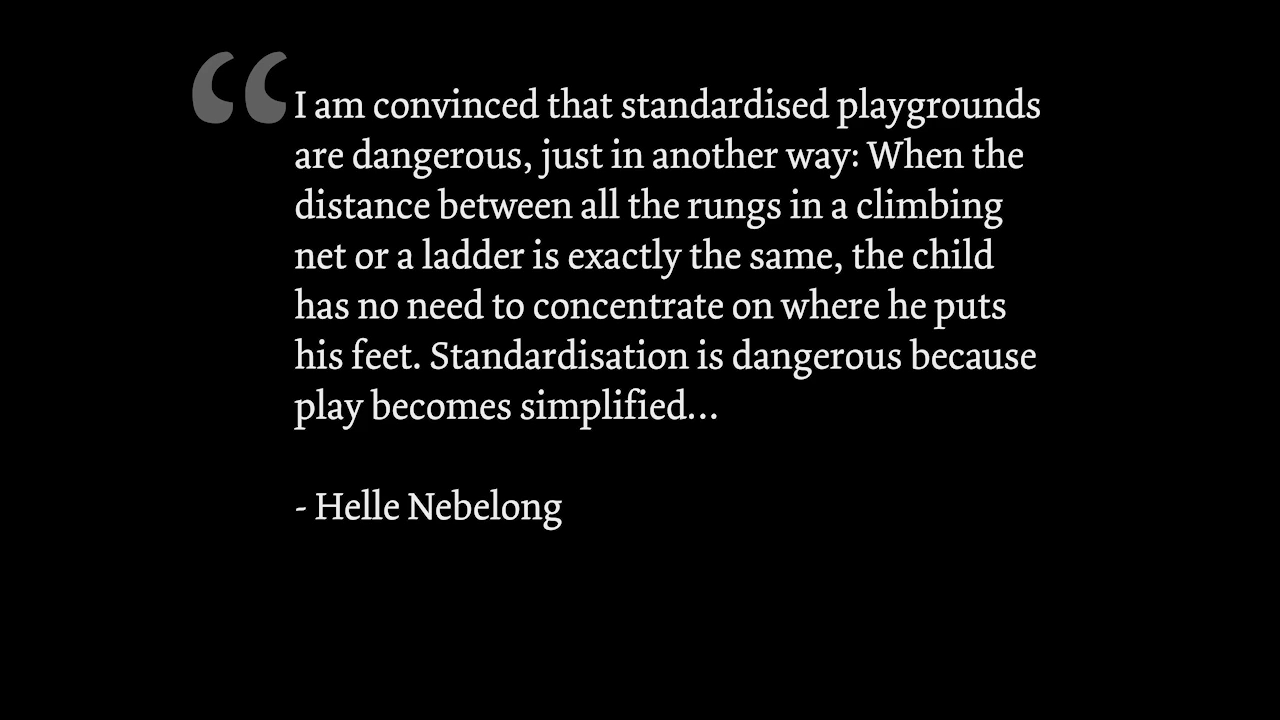 “I am convinced that standardised playgrounds
are dangerous, just in another way: When the
distance between all the rungs in a climbing
net or a ladder is exactly the same, the child
has no need to concentrate on where he puts
his feet. Standardisation is dangerous because
play becomes simplified...
- Helle Nebelong